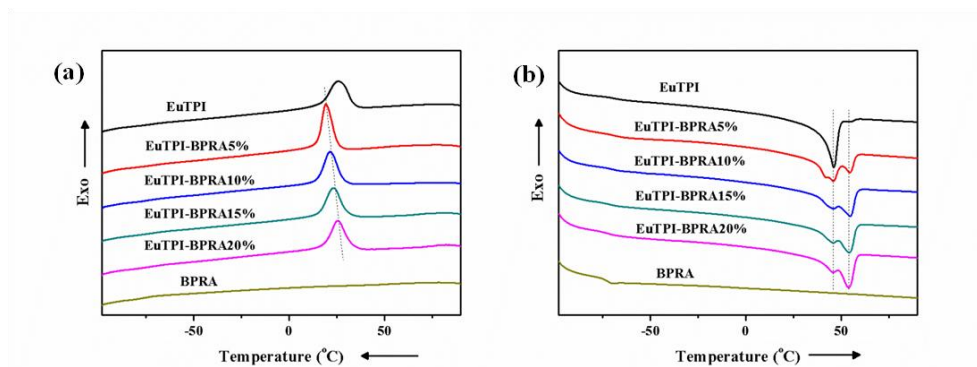 (a)
Exo
EuTPI
EuTPI-BPRA5%
EuTPI-BPRA10%
EuTPI-BPRA15%
EuTPI-BPRA20%
BPRA
-50 0 50
Temperature (°C)
(b)
Exo
EuTPI
EuTPI-BPRA5%
EuTPI-BPRA10%
EuTPI-BPRA15%
EuTPI-BPRA20%
BPRA
-50 0 50
Temperature (°C)